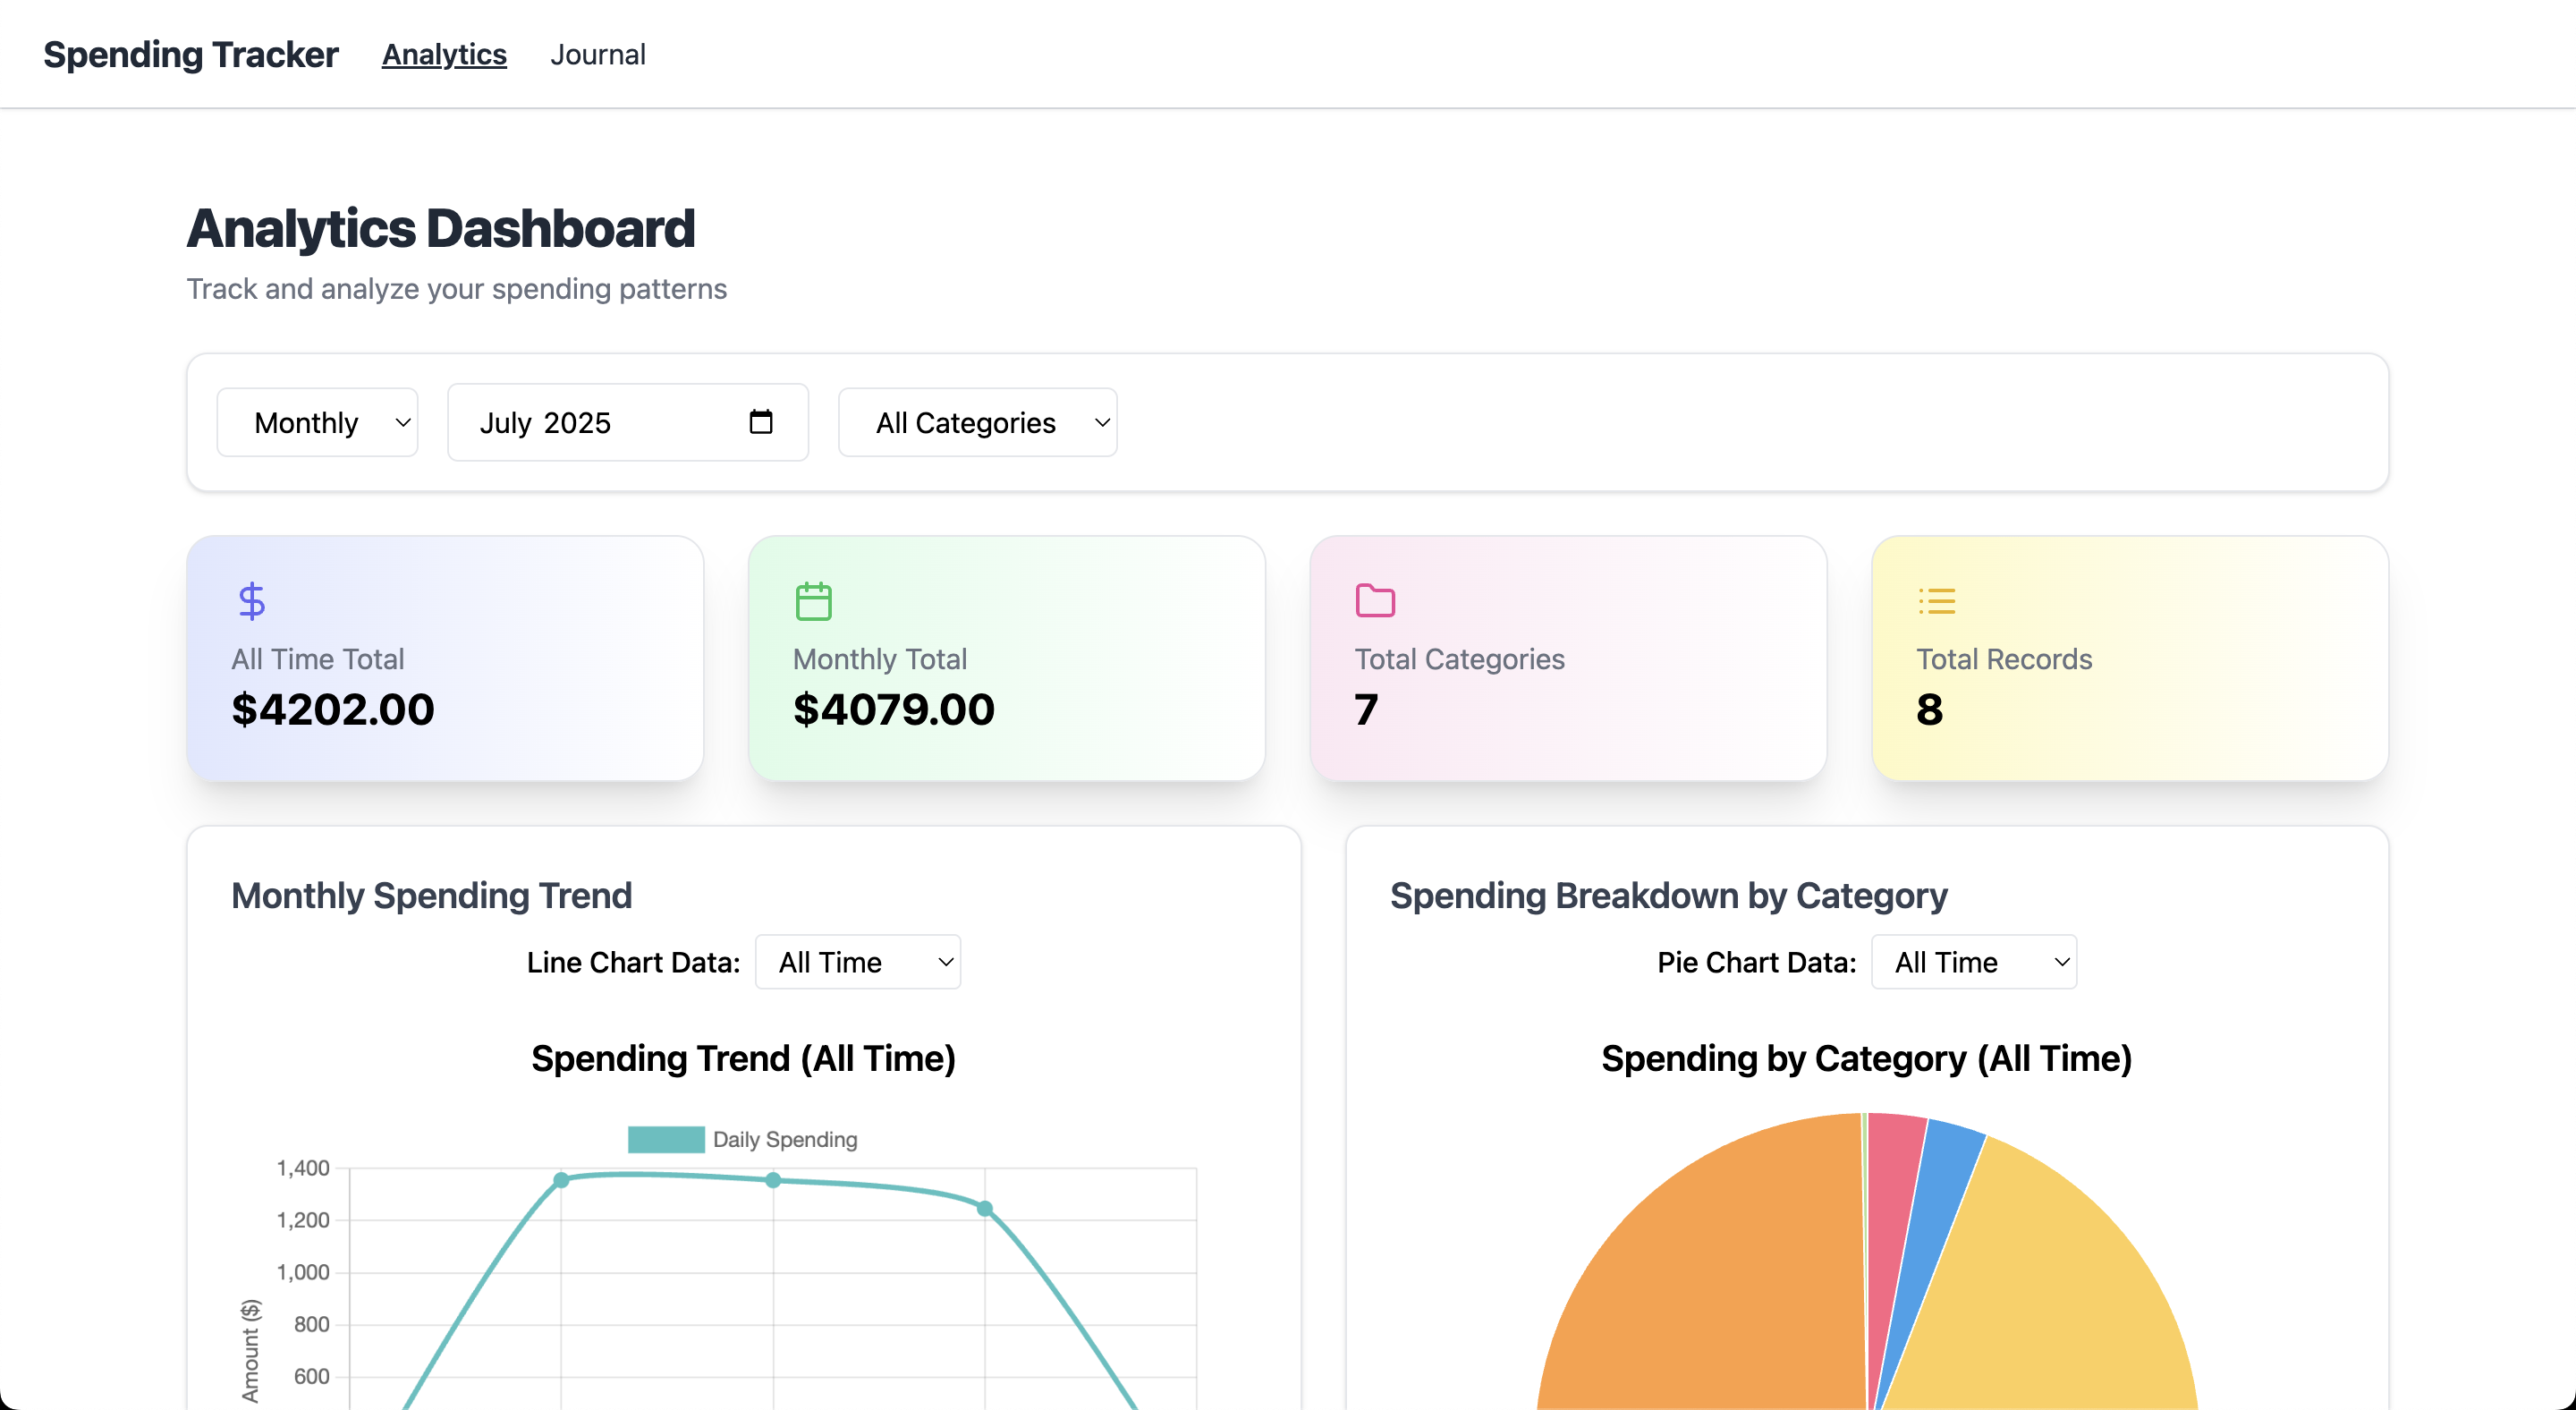 Spending Tracker Analytics Journal
Analytics Dashboard
Track and analyze your spending patterns
Monthly July 2025 All Categories
All Time Total
$4202.00
Monthly Total
$4079.00
Total Categories
7
Total Records
8
Monthly Spending Trend
Line Chart Data: All Time
Spending Trend (All Time)
Daily Spending
1,400
1,200
1,000
800
600
Amount ($)
Spending Breakdown by Category
Pie Chart Data: All Time
Spending by Category (All Time)